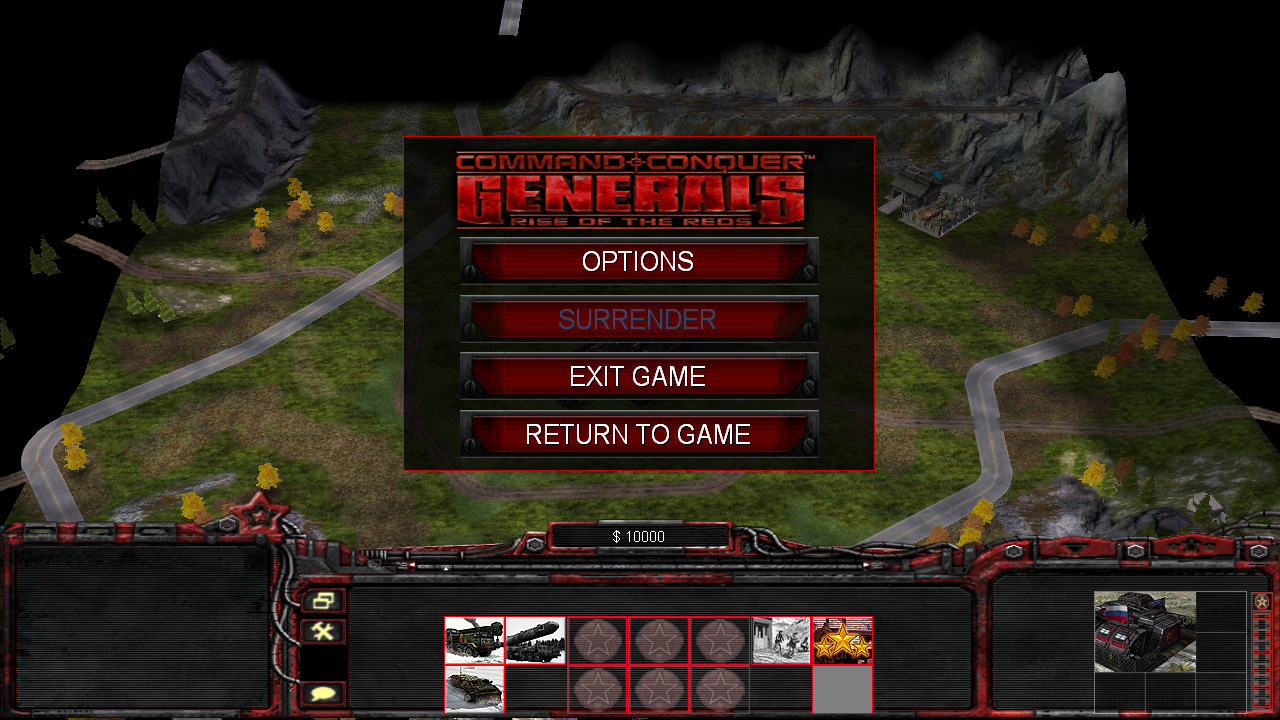 COMMAND CONQUER™
GENERALS
RISE OF THE REDS
OPTIONS
SURRENDER
EXIT GAME
RETURN TO GAME
$ 10000